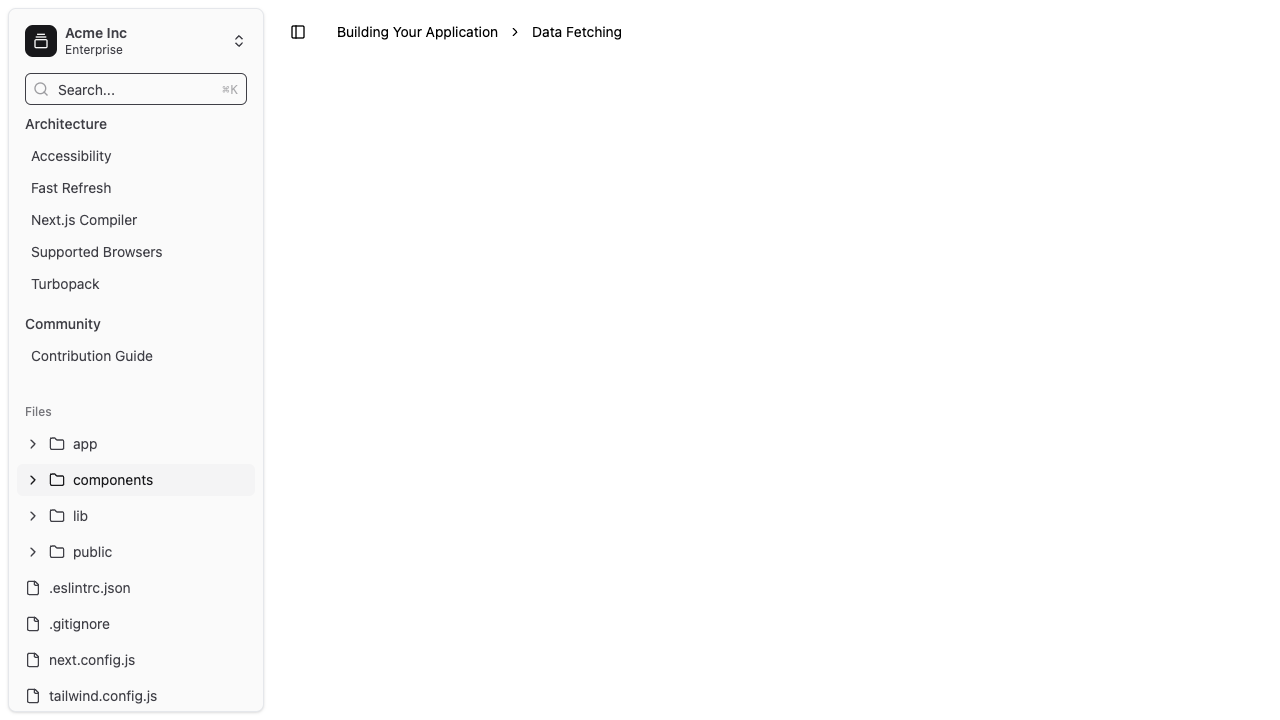 Acme Inc
Enterprise
Search...
⌘K
Architecture
Accessibility
Fast Refresh
Next.js Compiler
Supported Browsers
Turbopack
Community
Contribution Guide
Files
app
components
lib
public
.eslintrc.json
.gitignore
next.config.js
tailwind.config.js
Building Your Application
Data Fetching